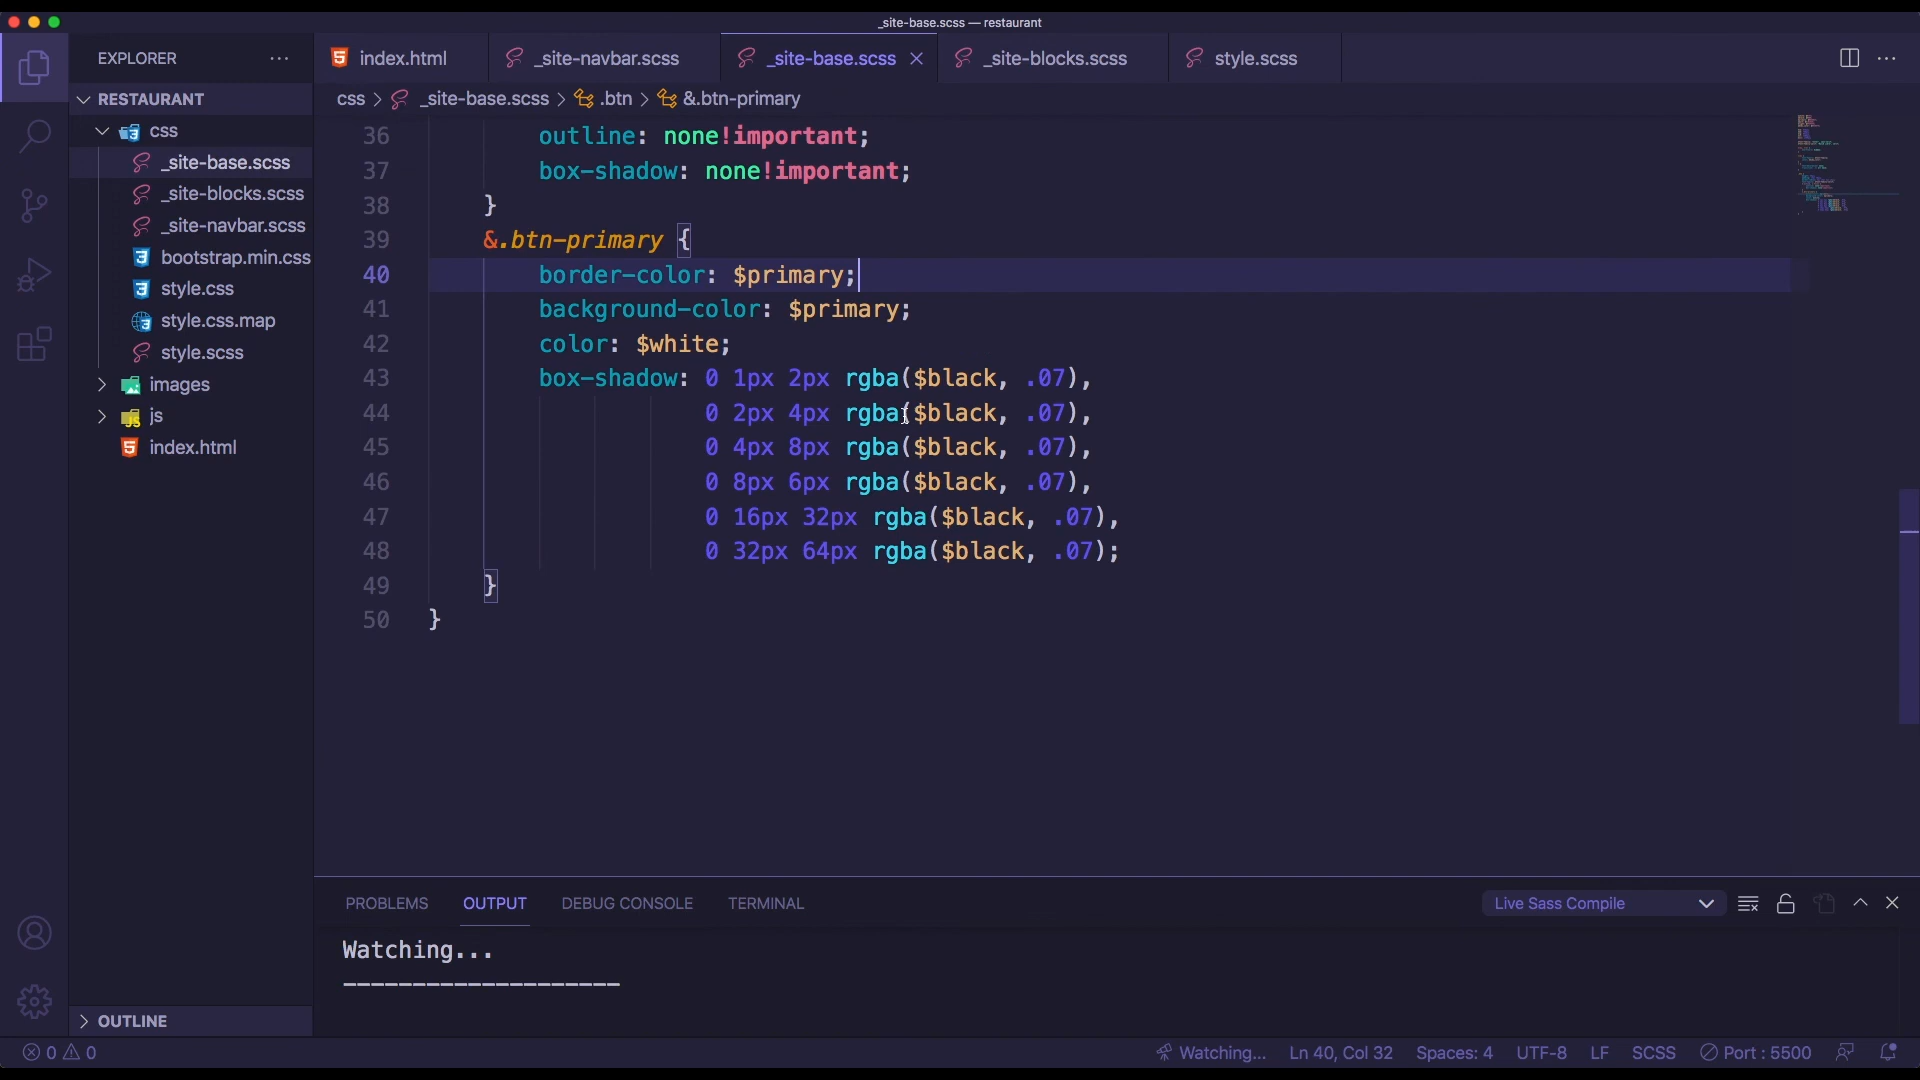 _site-base.scss — restaurant
EXPLORER
index.html
_site-navbar.scss
_site-base.scss
_site-blocks.scss
style.scss
RESTAURANT
css
_site-base.scss
_site-blocks.scss
_site-navbar.scss
bootstrap.min.css
style.css
style.css.map
style.scss
images
js
index.html
OUTLINE
css > _site-base.scss > .btn > &.btn-primary
36 outline: none!important;
37 box-shadow: none!important;
38 }
39 &.btn-primary {
40 border-color: $primary;
41 background-color: $primary;
42 color: $white;
43 box-shadow: 0 1px 2px rgba($black, .07),
44 0 2px 4px rgba($black, .07),
45 0 4px 8px rgba($black, .07),
46 0 8px 6px rgba($black, .07),
47 0 16px 32px rgba($black, .07),
48 0 32px 64px rgba($black, .07);
49 }
50 }
PROBLEMS OUTPUT DEBUG CONSOLE TERMINAL
Live Sass Compile
Watching...
--------------------
0 0
Watching... Ln 40, Col 32 Spaces: 4 UTF-8 LF SCSS Port : 5500